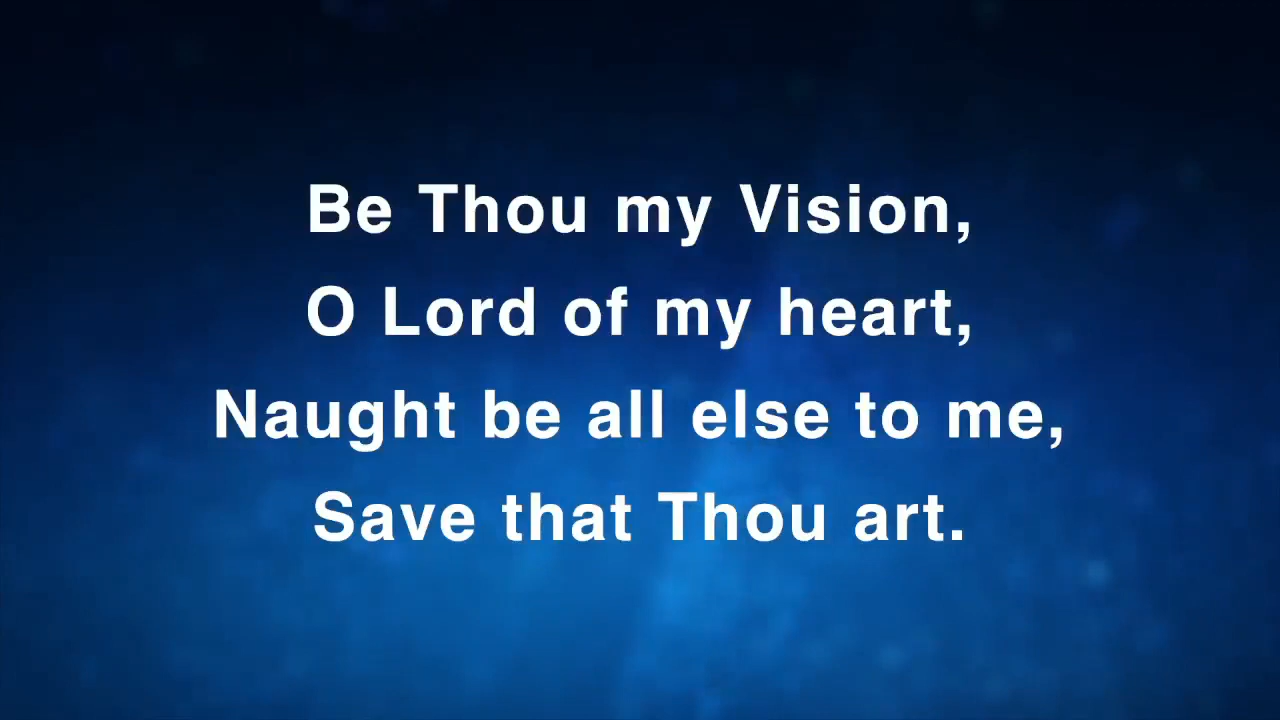 Be Thou my Vision,
O Lord of my heart,
Naught be all else to me,
Save that Thou art.